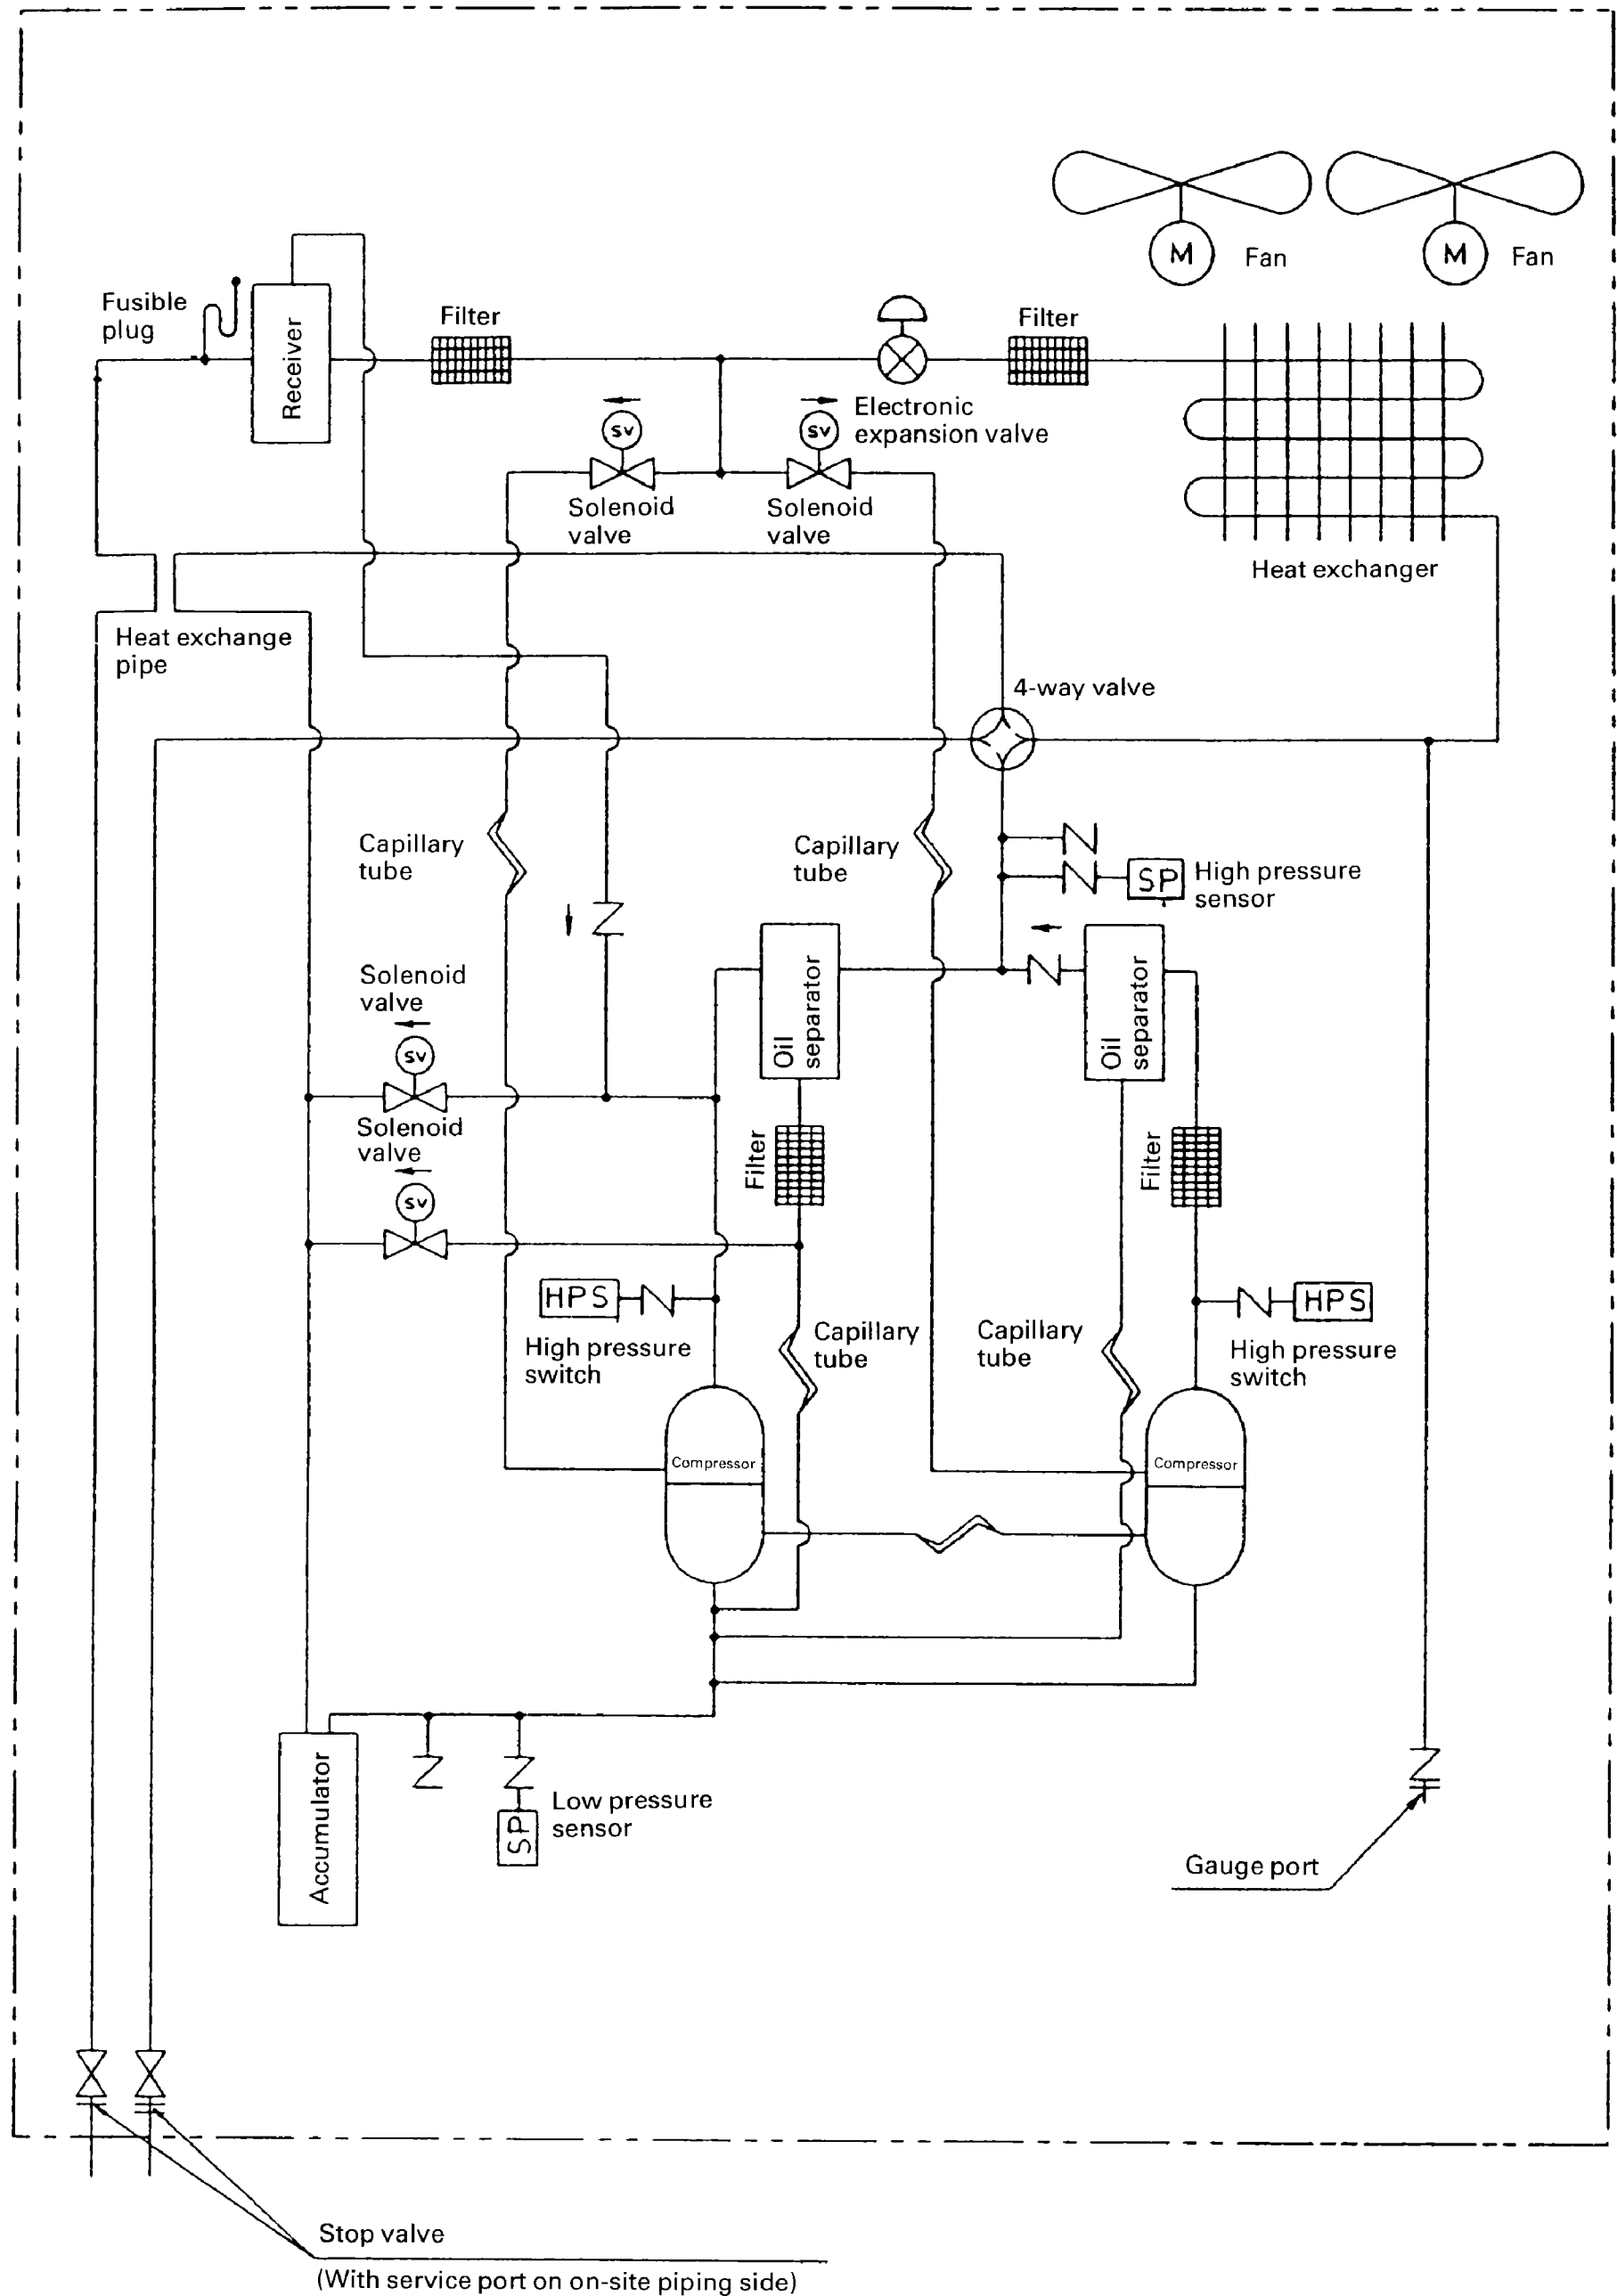 M
Fan
M
Fan
Fusible
plug
Receiver
Filter
Filter
Electronic
expansion valve
SV
SV
Solenoid
valve
Solenoid
valve
Heat exchanger
Heat exchange
pipe
4-way valve
Capillary
tube
Capillary
tube
SP
High pressure
sensor
Oil
separator
Oil
separator
Solenoid
valve
SV
Solenoid
valve
SV
Filter
Filter
HPS
High pressure
switch
Capillary
tube
Capillary
tube
HPS
High pressure
switch
Compressor
Compressor
Accumulator
SP
Low pressure
sensor
Gauge port
Stop valve
(With service port on on-site piping side)